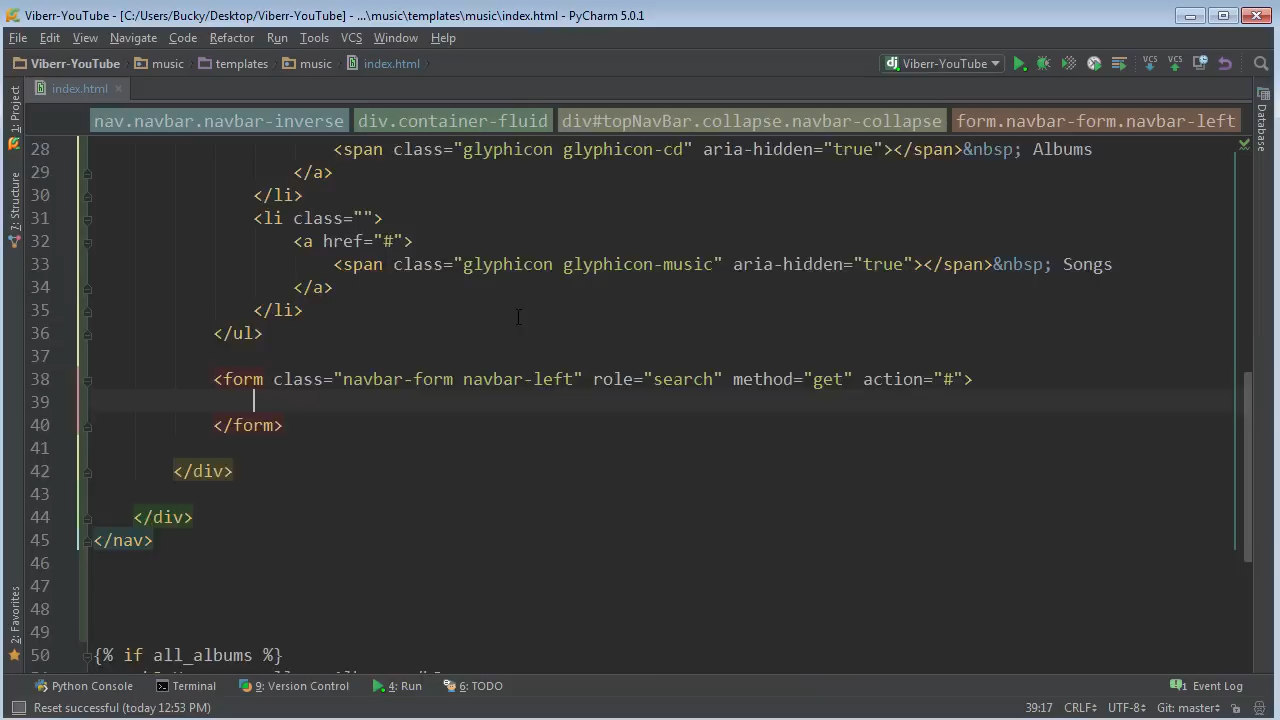 Viberr-YouTube - [C:/Users/Bucky/Desktop/Viberr-YouTube] - ...\music\templates\music\index.html - PyCharm 5.0.1
File Edit View Navigate Code Refactor Run Tools VCS Window Help
Viberr-YouTube music templates music index.html dj Viberr-YouTube VCS VCS
1: Project index.html Database
nav.navbar.navbar-inverse div.container-fluid div#topNavBar.collapse.navbar-collapse form.navbar-form.navbar-left
7: Structure
2: Favorites
28 <span class="glyphicon glyphicon-cd" aria-hidden="true"></span>&nbsp; Albums
29 </a>
30 </li>
31 <li class="">
32 <a href="#">
33 <span class="glyphicon glyphicon-music" aria-hidden="true"></span>&nbsp; Songs
34 </a>
35 </li>
36 </ul>
37
38 <form class="navbar-form navbar-left" role="search" method="get" action="#">
39
40 </form>
41
42 </div>
43
44 </div>
45 </nav>
46
47
48
49
50 {% if all_albums %}
Python Console Terminal 9: Version Control 4: Run 6: TODO 1 Event Log
Reset successful (today 12:53 PM) 39:17 CRLF UTF-8 Git: master